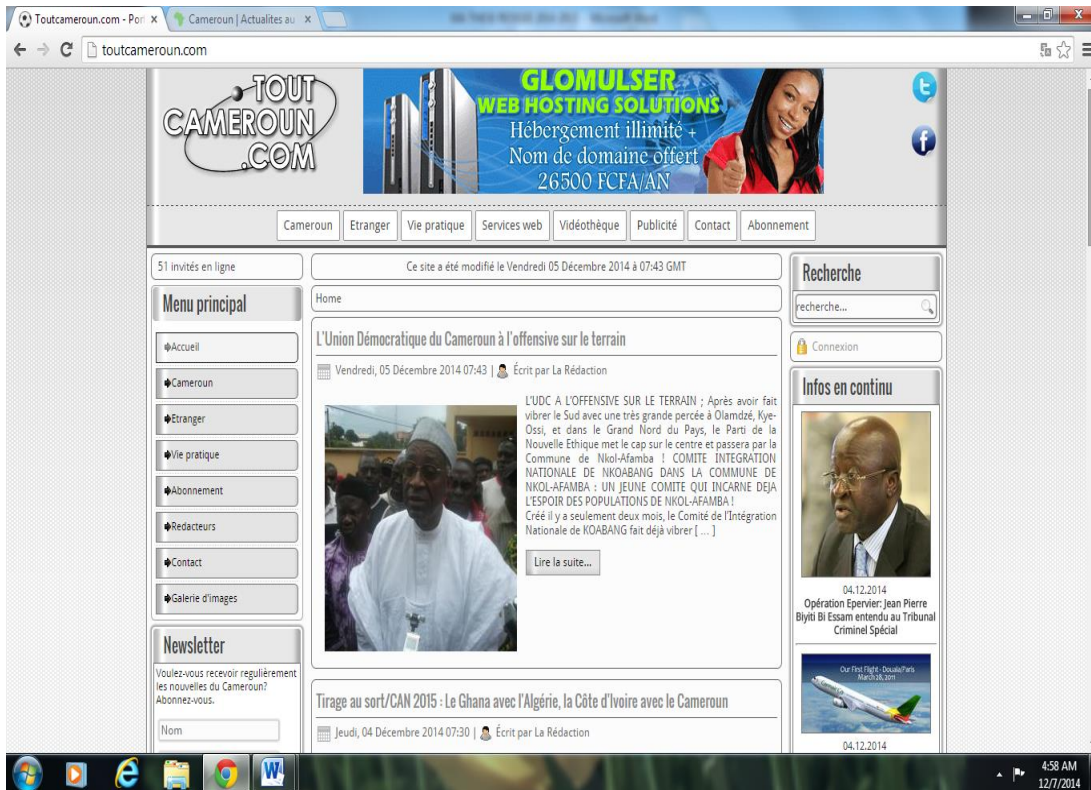 Toutcameroun.com - Por
Cameroun | Actualites au
toutcameroun.com
TOUT
CAMEROUN
.COM
GLOMULSER
WEB HOSTING SOLUTIONS
Hébergement illimité +
Nom de domaine offert
26500 FCFA/AN
Cameroun
Etranger
Vie pratique
Services web
Vidéothèque
Publicité
Contact
Abonnement
51 invités en ligne
Ce site a été modifié le Vendredi 05 Décembre 2014 à 07:43 GMT
Menu principal
Accueil
Cameroun
Etranger
Vie pratique
Abonnement
Redacteurs
Contact
Galerie d'images
Newsletter
Voulez-vous recevoir regulièrement
les nouvelles du Cameroun?
Abonnez-vous.
Nom
Home
L'Union Démocratique du Cameroun à l'offensive sur le terrain
Vendredi, 05 Décembre 2014 07:43 | Écrit par La Rédaction
L'UDC A L'OFFENSIVE SUR LE TERRAIN ; Après avoir fait
vibrer le Sud avec une très grande percée à Olamdzé, Kye-
Ossi, et dans le Grand Nord du Pays, le Parti de la
Nouvelle Ethique met le cap sur le centre et passera par la
Commune de Nkol-Afamba ! COMITE INTEGRATION
NATIONALE DE NKOABANG DANS LA COMMUNE DE
NKOL-AFAMBA : UN JEUNE COMITE QUI INCARNE DEJA
L'ESPOIR DES POPULATIONS DE NKOL-AFAMBA !
Créé il y a seulement deux mois, le Comité de l'Intégration
Nationale de KOABANG fait déjà vibrer [ ... ]
Lire la suite...
Tirage au sort/CAN 2015 : Le Ghana avec l'Algérie, la Côte d'Ivoire avec le Cameroun
Jeudi, 04 Décembre 2014 07:30 | Écrit par La Rédaction
Recherche
recherche...
Connexion
Infos en continu
04.12.2014
Opération Epervier: Jean Pierre
Biyiti Bi Essam entendu au Tribunal
Criminel Spécial
Our First Flight - Douala/Paris
March 28, 2011
04.12.2014
4:58 AM
12/7/2014